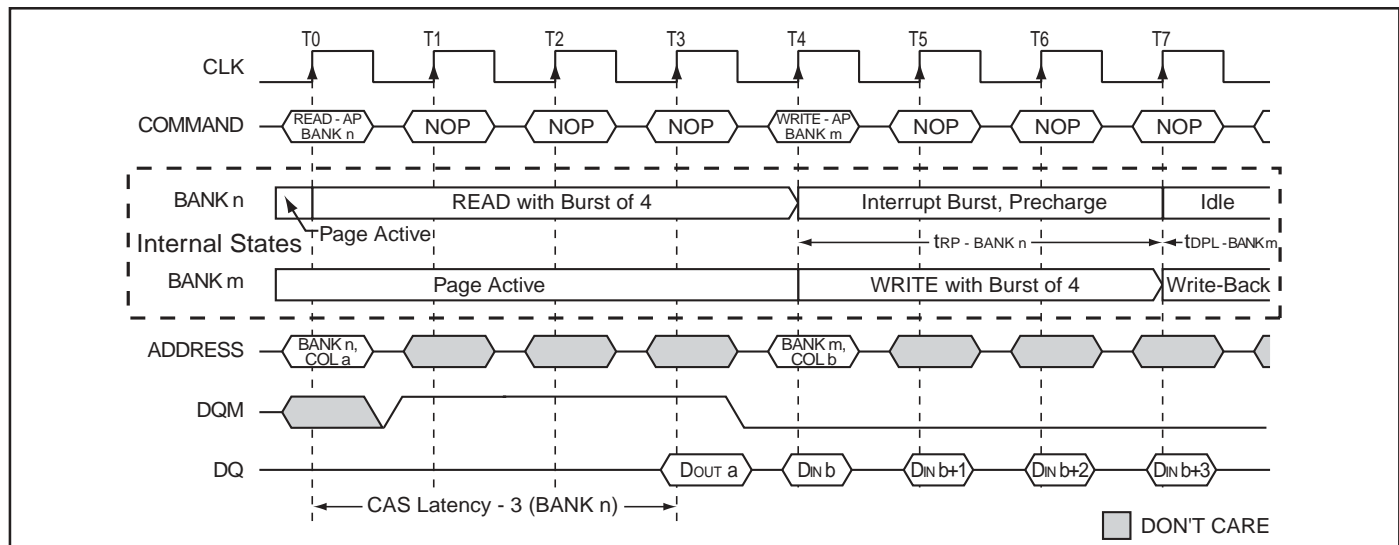 T0 T1 T2 T3 T4 T5 T6 T7
CLK
COMMAND READ - AP BANK n NOP NOP NOP WRITE - AP BANK m NOP NOP NOP
BANK n READ with Burst of 4 Interrupt Burst, Precharge Idle
Page Active
Internal States tRP - BANK n tDPL - BANK m
BANK m Page Active WRITE with Burst of 4 Write-Back
ADDRESS BANK n, COL a BANK m, COL b
DQM
DQ DOUT a DIN b DIN b+1 DIN b+2 DIN b+3
CAS Latency - 3 (BANK n)
DON'T CARE